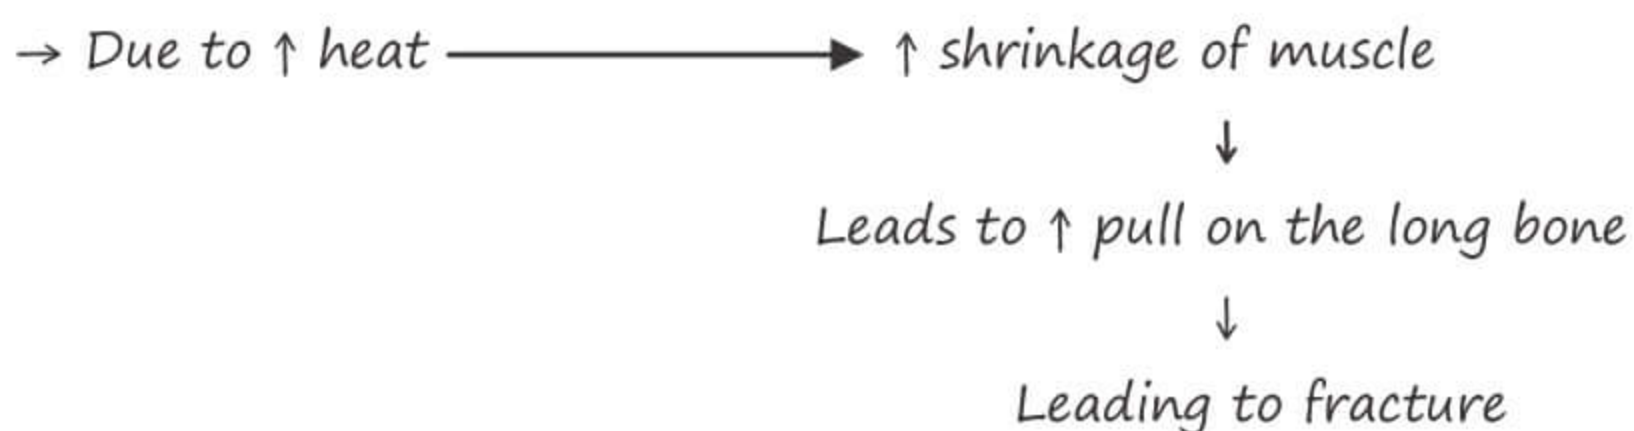 → Due to ↑ heat → ↑ shrinkage of muscle
↓
Leads to ↑ pull on the long bone
↓
Leading to fracture